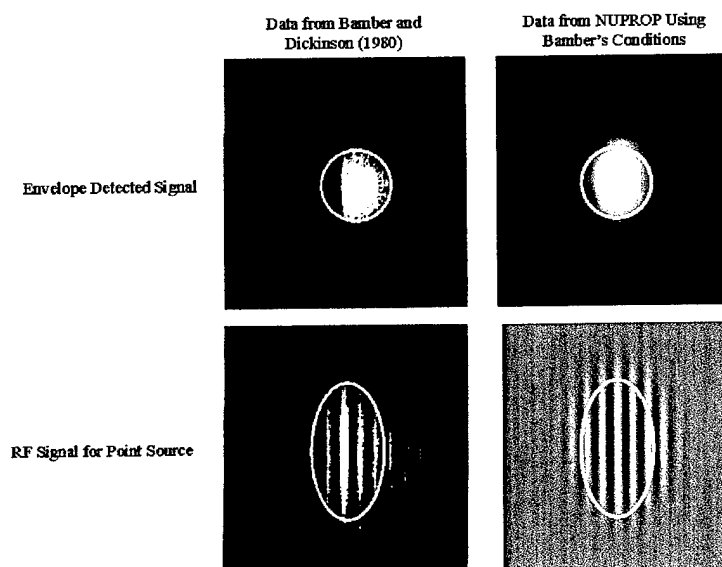 Data from Bamber and
Dickinson (1980)
Data from NUPROP Using
Bamber's Conditions
Envelope Detected Signal
RF Signal for Point Source